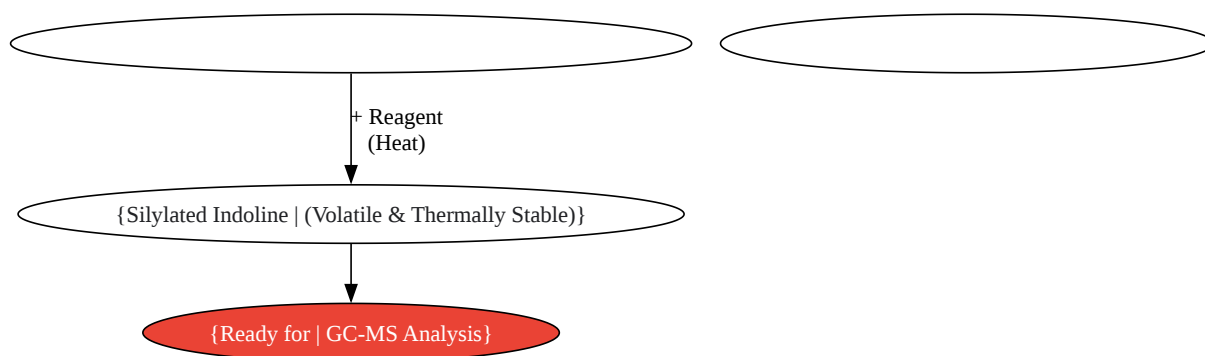 + Reagent
(Heat)
{Silylated Indoline | (Volatile & Thermally Stable)}
{Ready for | GC-MS Analysis}